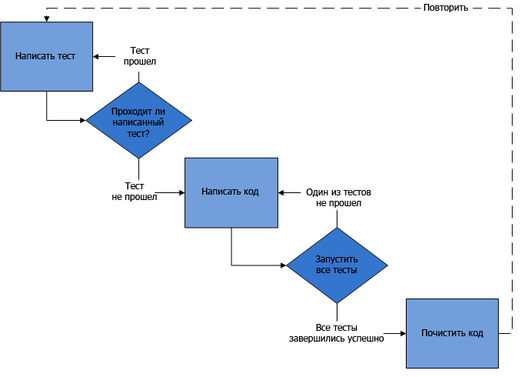 Повторить
Написать тест
Тест
прошел
Проходит ли
написанный
тест?
Тест
не прошел
Написать код
Один из тестов
не прошел
Запустить
все тесты
Все тесты
завершились успешно
Почистить код